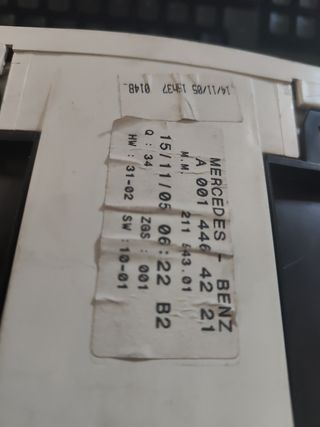 14/11/05 13h37 014B
MERCEDES - BENZ
A 001 446 42 21
M.M. 211 543.01
15/11/05 06:22 B2
Q : 34 ZGS : 001
HW : 31-02 SW : 10-01